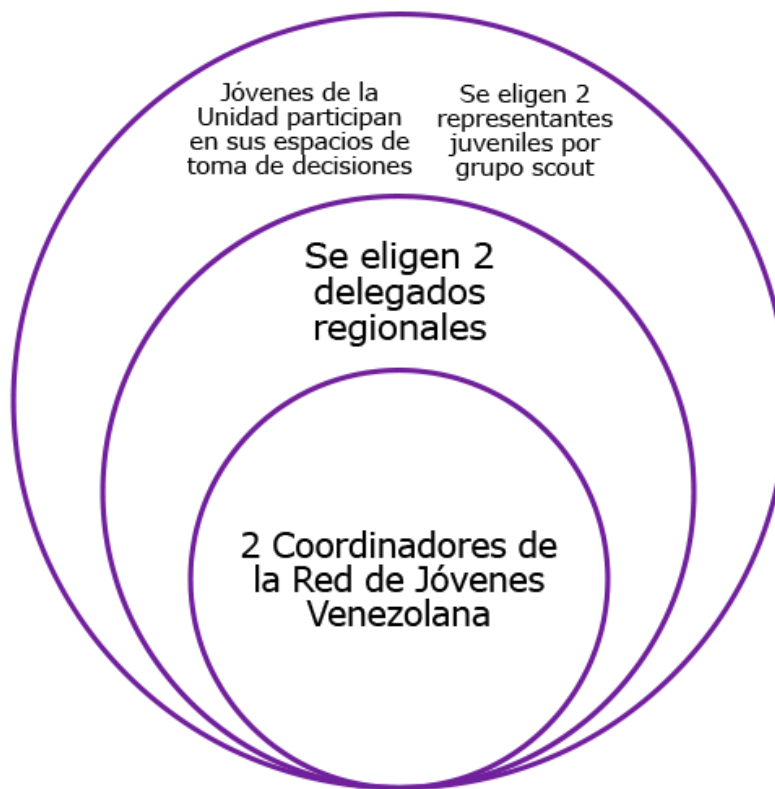 Jóvenes de la
Unidad participan
en sus espacios de
toma de decisiones
Se eligen 2
representantes
juveniles por
grupo scout
Se eligen 2
delegados
regionales
2 Coordinadores de
la Red de Jóvenes
Venezolana